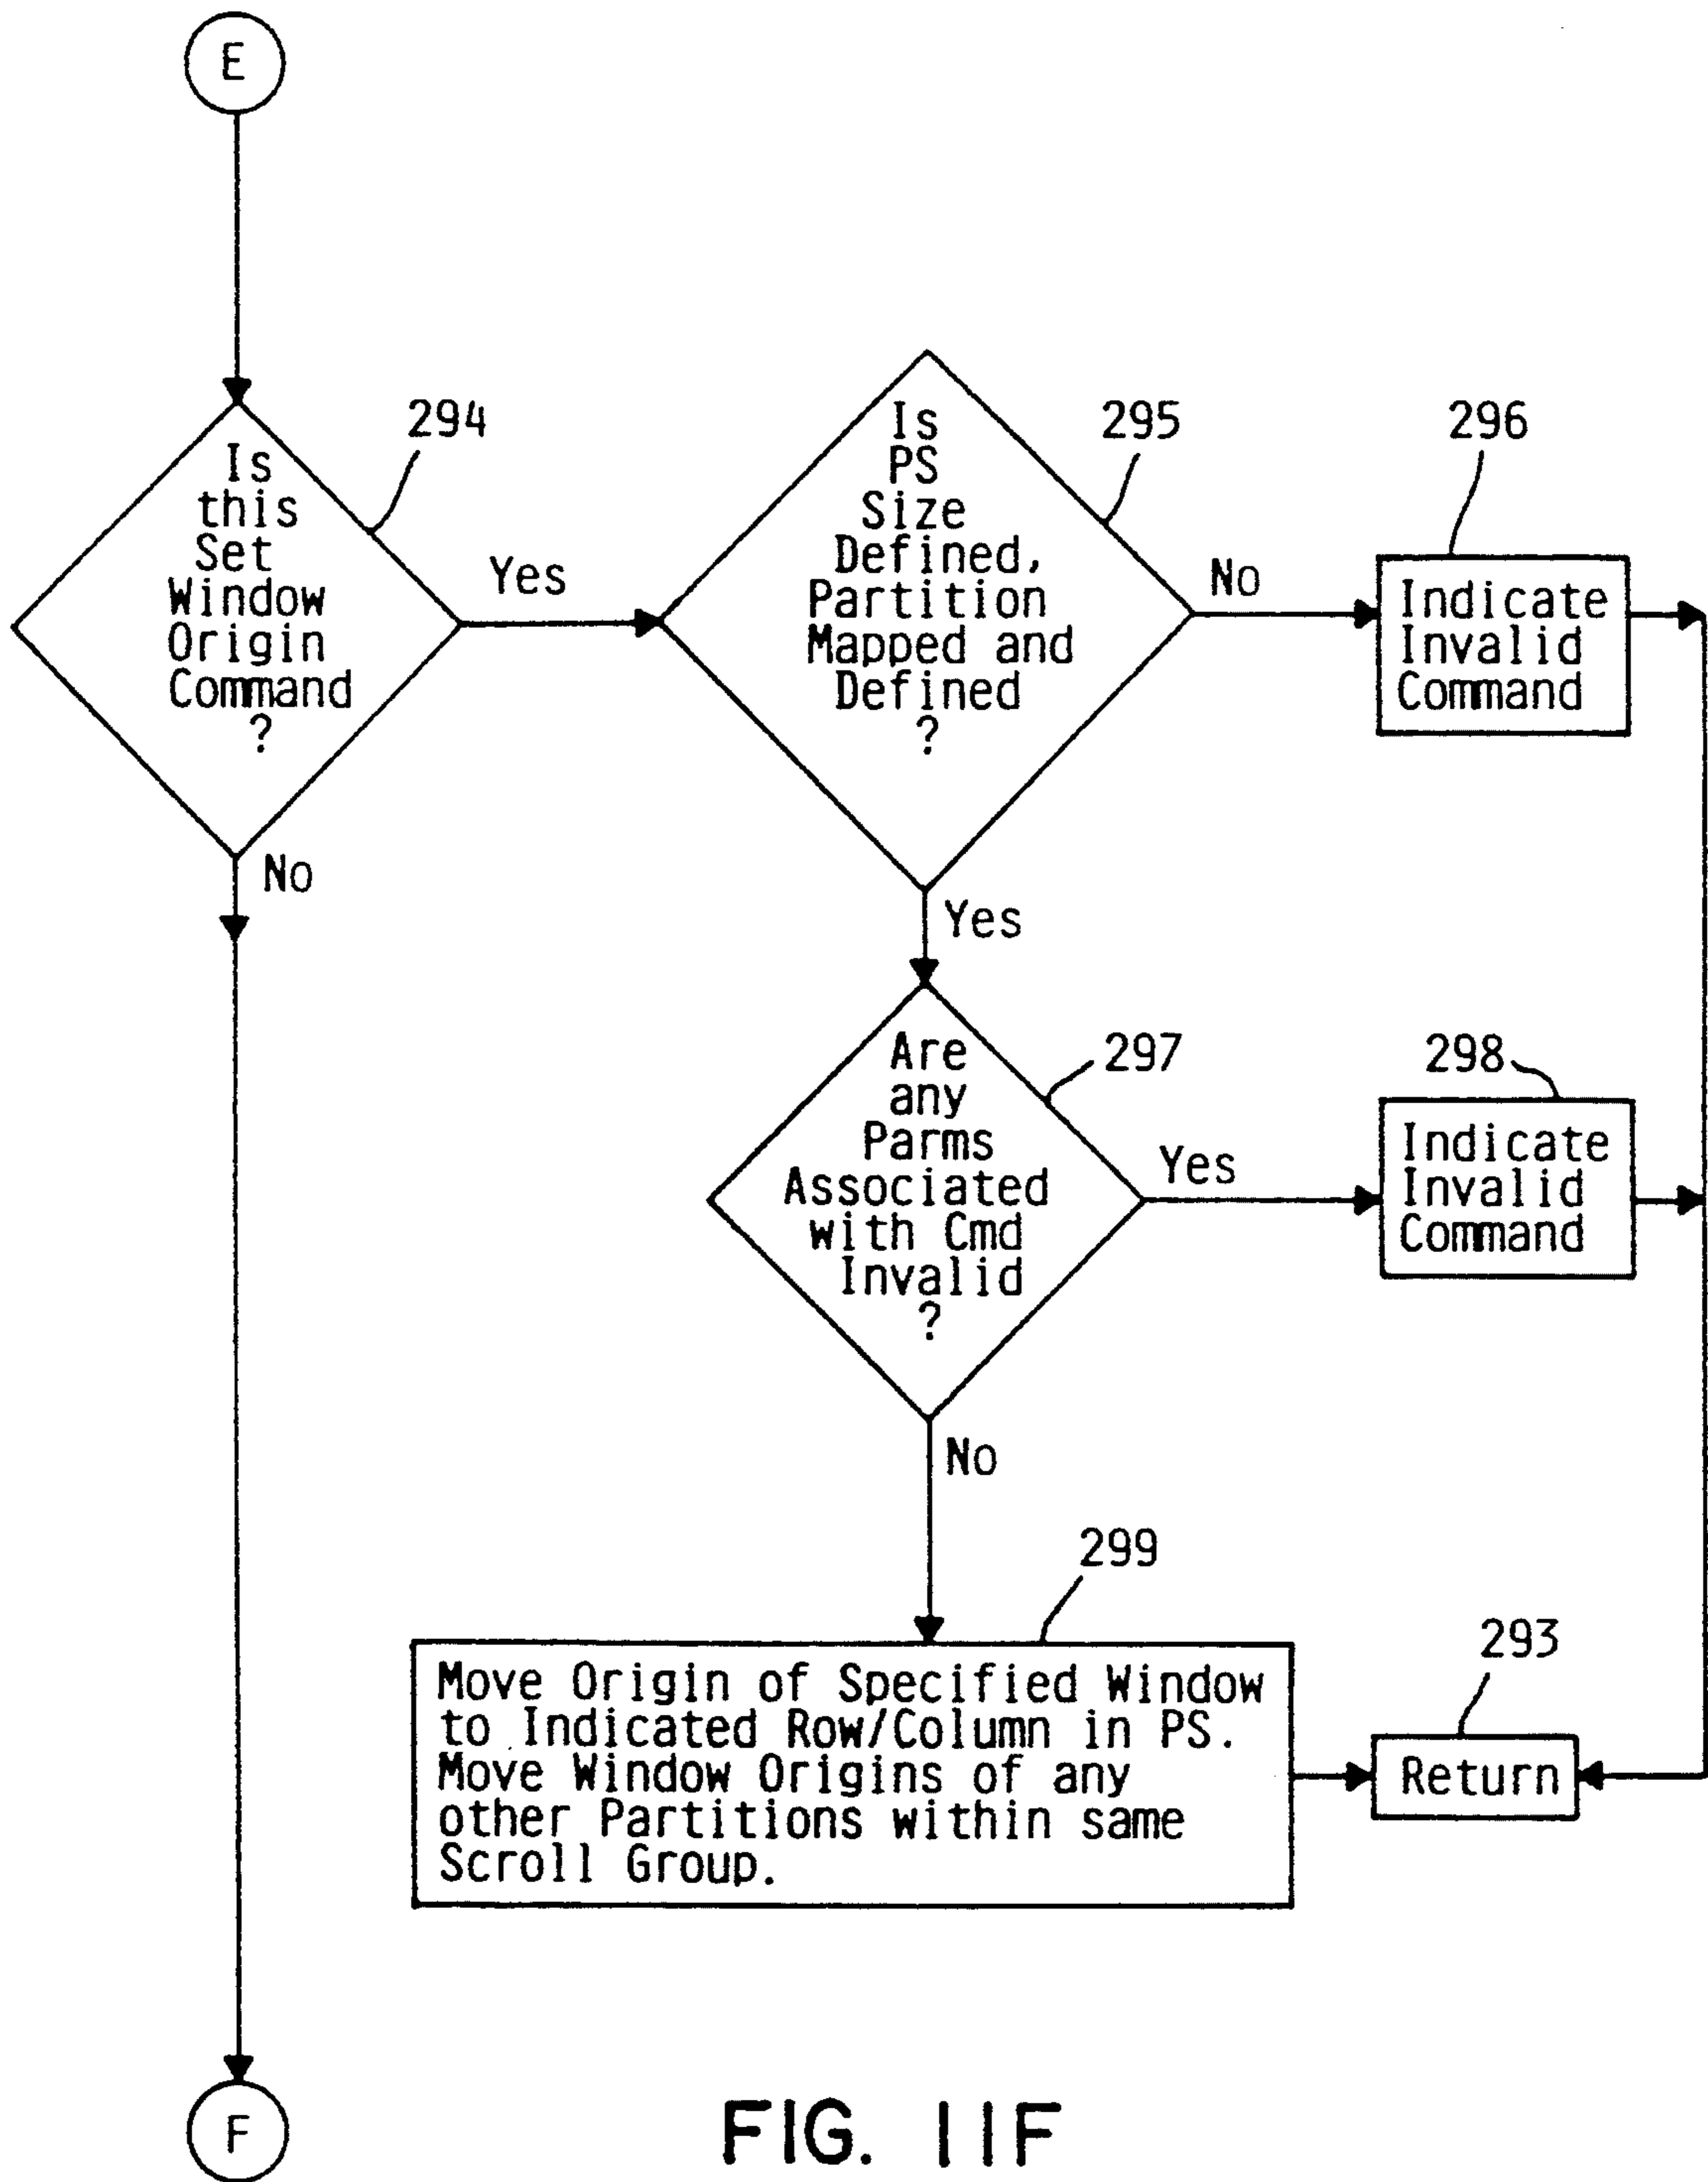 E
294
Is
this
Set
Window
Origin
Command
?
Yes
No
295
Is
PS
Size
Defined,
Partition
Mapped and
Defined
?
No
Yes
296
Indicate
Invalid
Command
297
Are
any
Parms
Associated
with Cmd
Invalid
?
Yes
No
298
Indicate
Invalid
Command
299
Move Origin of Specified Window
to Indicated Row/Column in PS.
Move Window Origins of any
other Partitions within same
Scroll Group.
293
Return
F
FIG. 11F